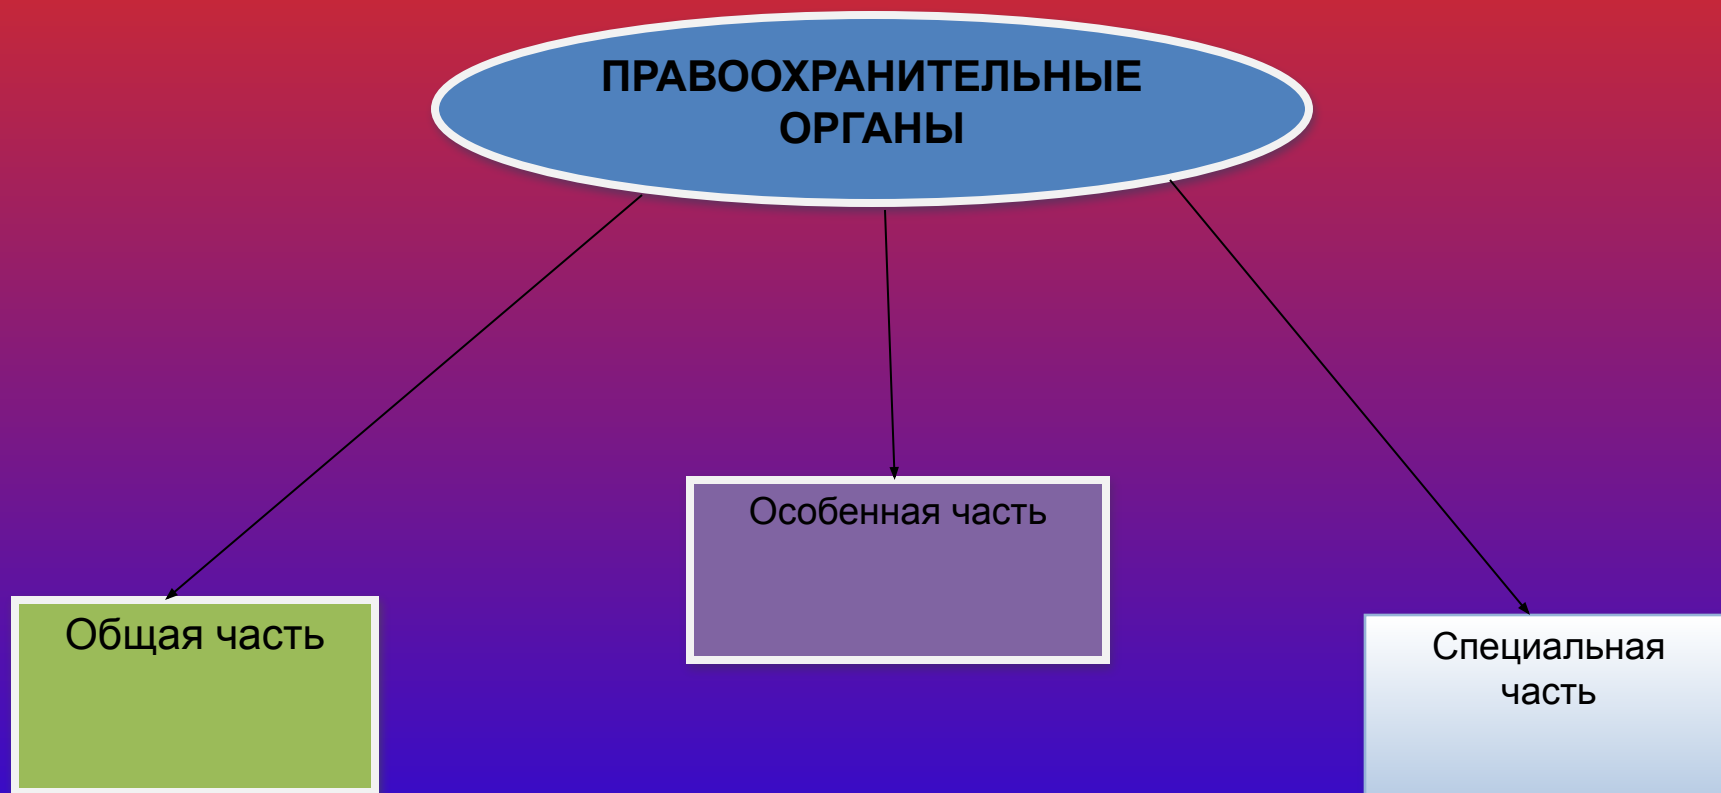 ПРАВООХРАНИТЕЛЬНЫЕ
ОРГАНЫ
Особенная часть
Общая часть
Специальная
часть